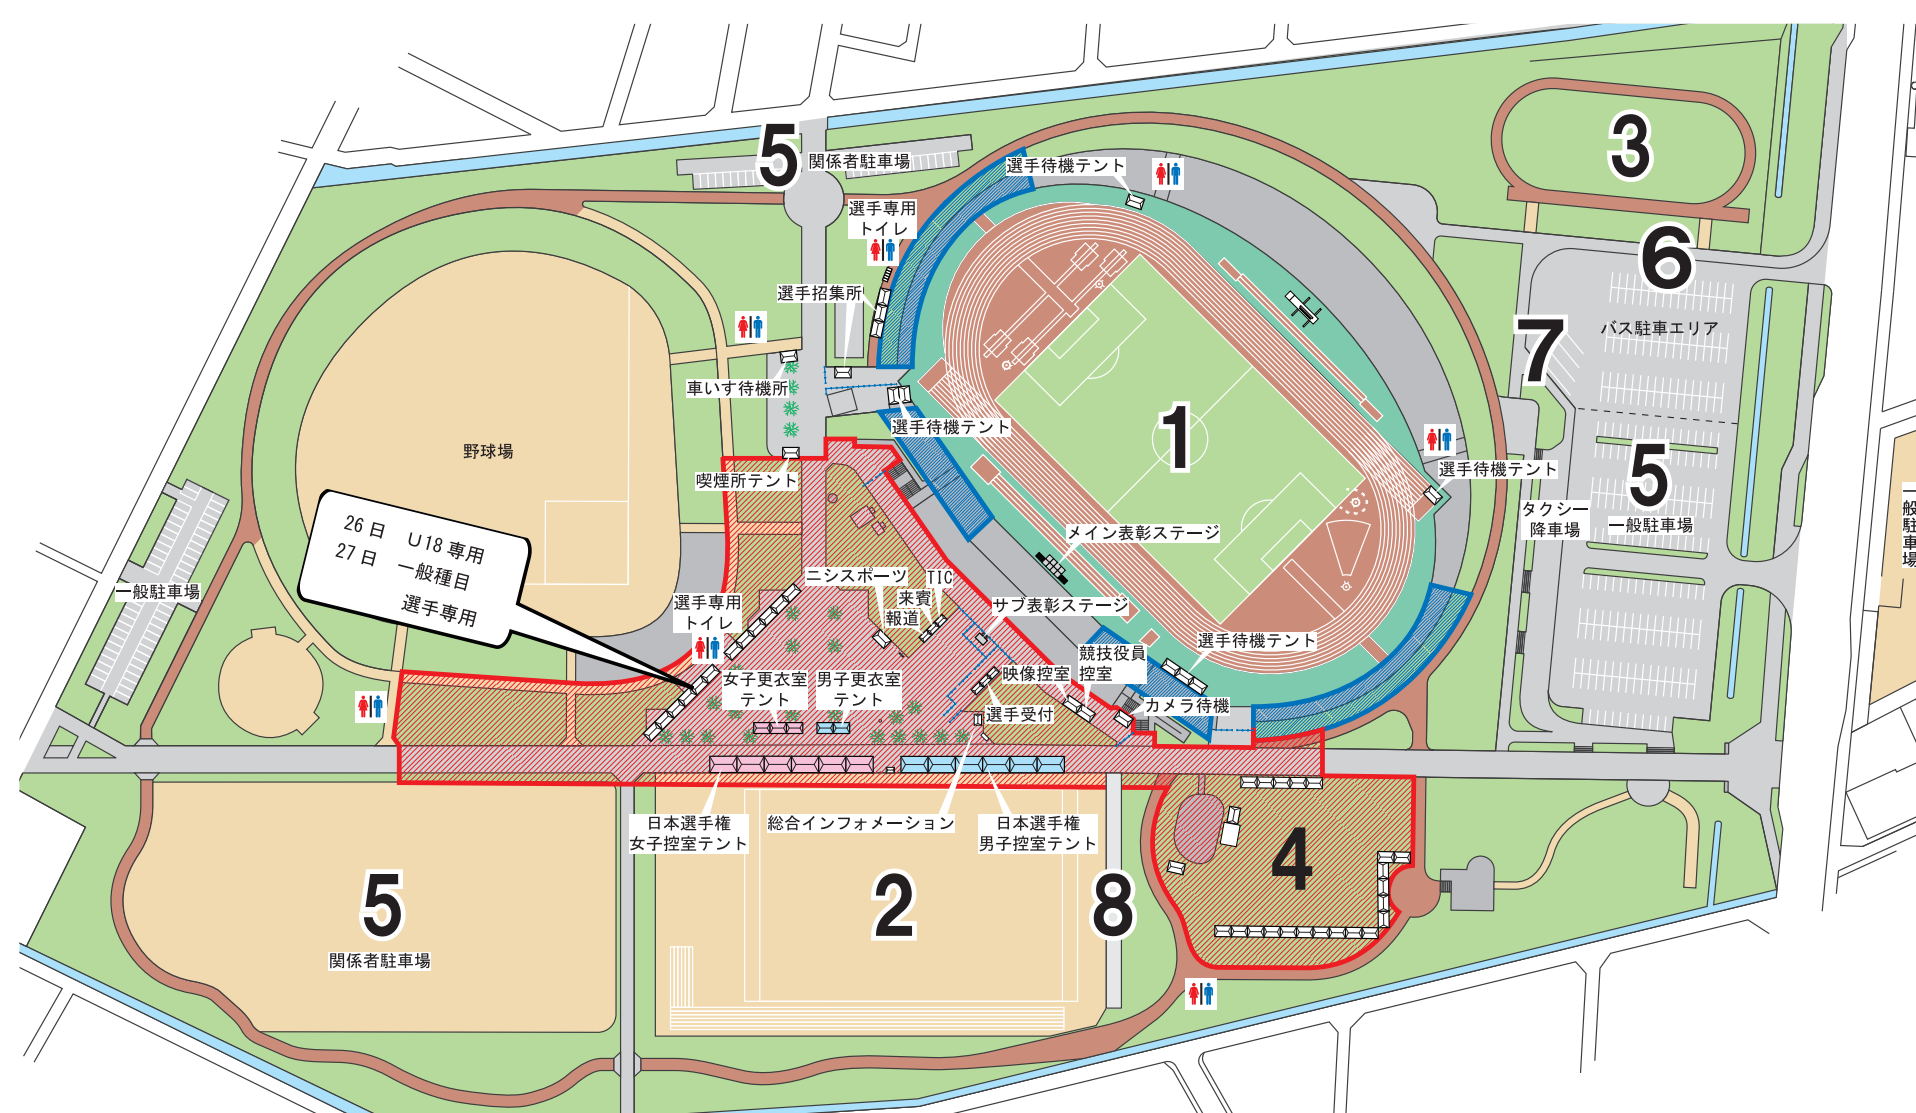 5
関係者駐車場
選手待機テント
3
選手専用
トイレ
6
選手招集所
バス駐車エリア
7
車いす待機所
1
選手待機テント
野球場
喫煙所テント
選手待機テント
5
一般駐車場
タクシー
降車場
一般駐車場
26日 U18専用
27日 一般種目
選手専用
メイン表彰ステージ
一般駐車場
ニシスポーツ
TIC
来賓
報道
サブ表彰ステージ
選手専用
トイレ
選手待機テント
競技役員
控室
映像控室
女子更衣室
テント
男子更衣室
テント
選手受付
カメラ待機
日本選手権
女子控室テント
総合インフォメーション
日本選手権
男子控室テント
4
5
関係者駐車場
2
8